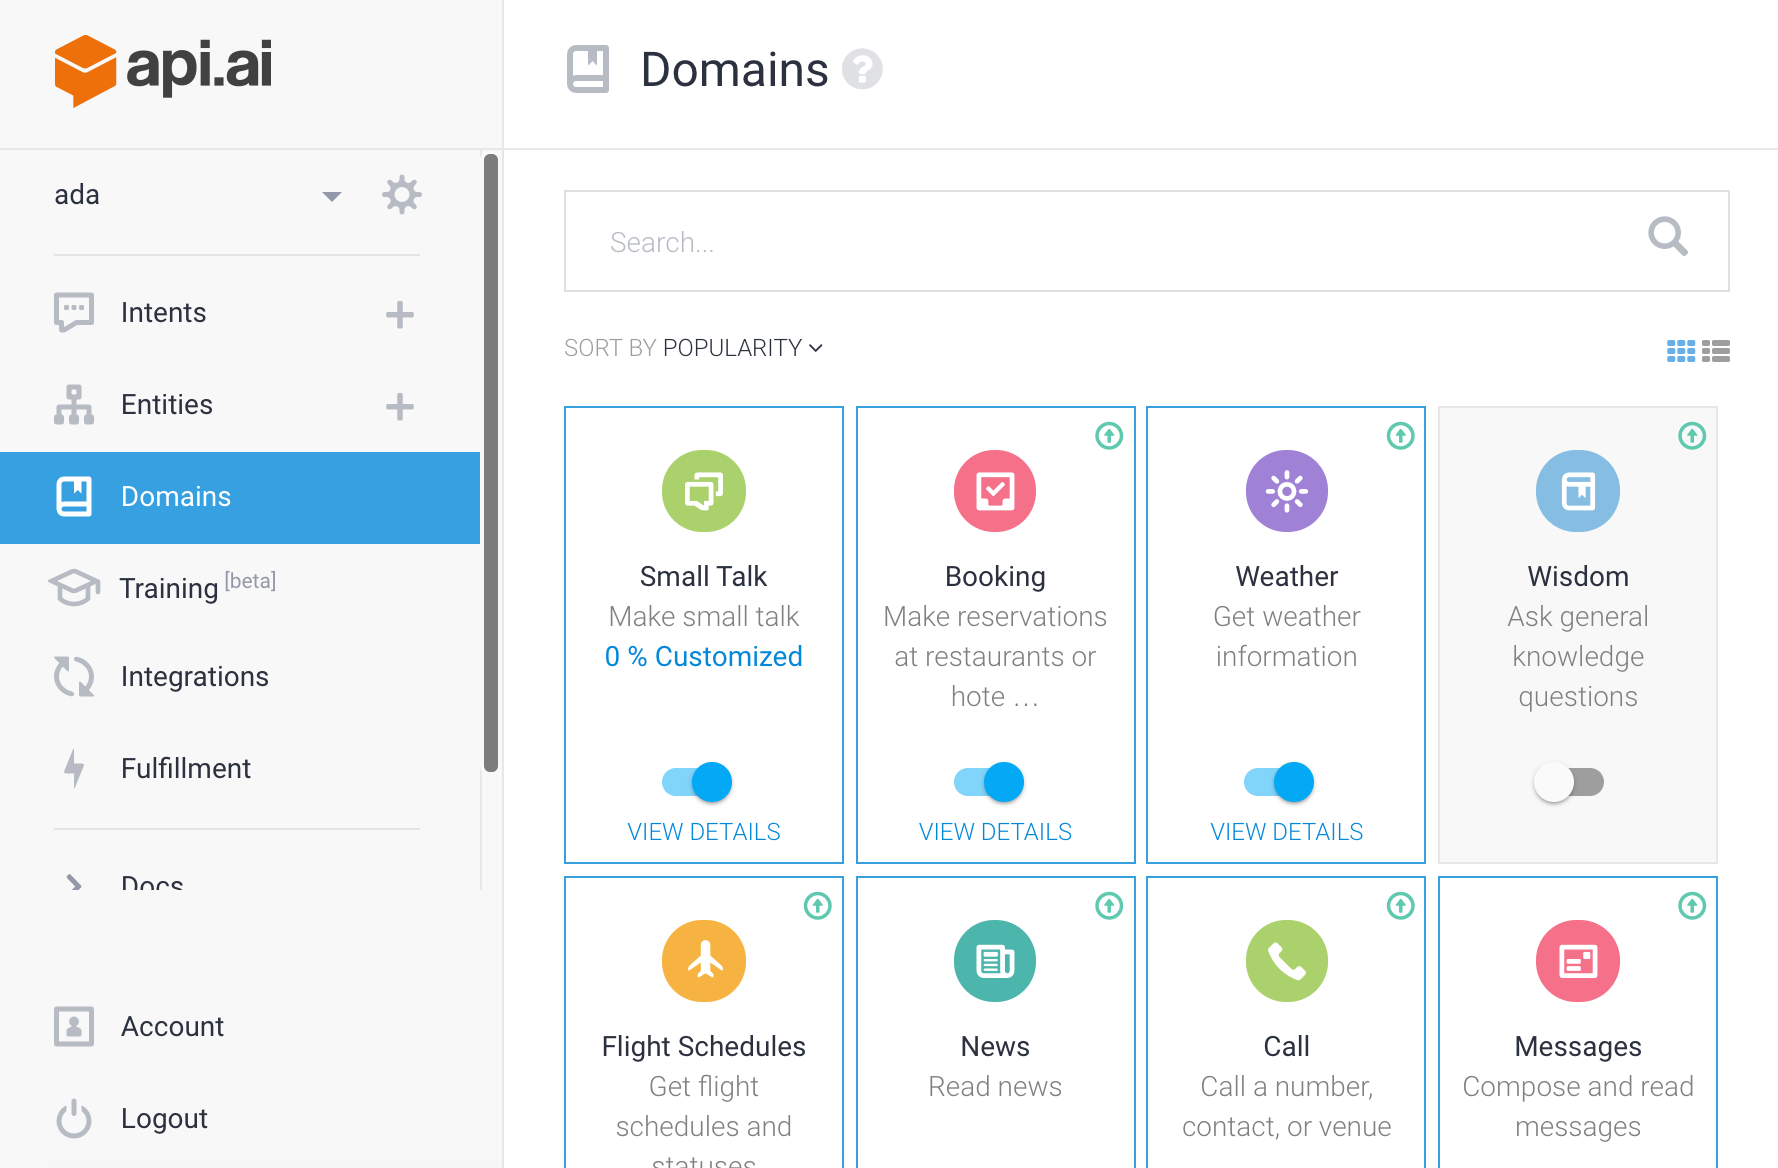 api.ai
ada
Intents
Entities
Domains
Training [beta]
Integrations
Fulfillment
Docs
Account
Logout
Domains ?
Search...
SORT BY POPULARITY
Small Talk
Make small talk
0 % Customized
VIEW DETAILS
Booking
Make reservations
at restaurants or
hote ...
VIEW DETAILS
Weather
Get weather
information
VIEW DETAILS
Wisdom
Ask general
knowledge
questions
Flight Schedules
Get flight
schedules and
statuses
News
Read news
Call
Call a number,
contact, or venue
Messages
Compose and read
messages